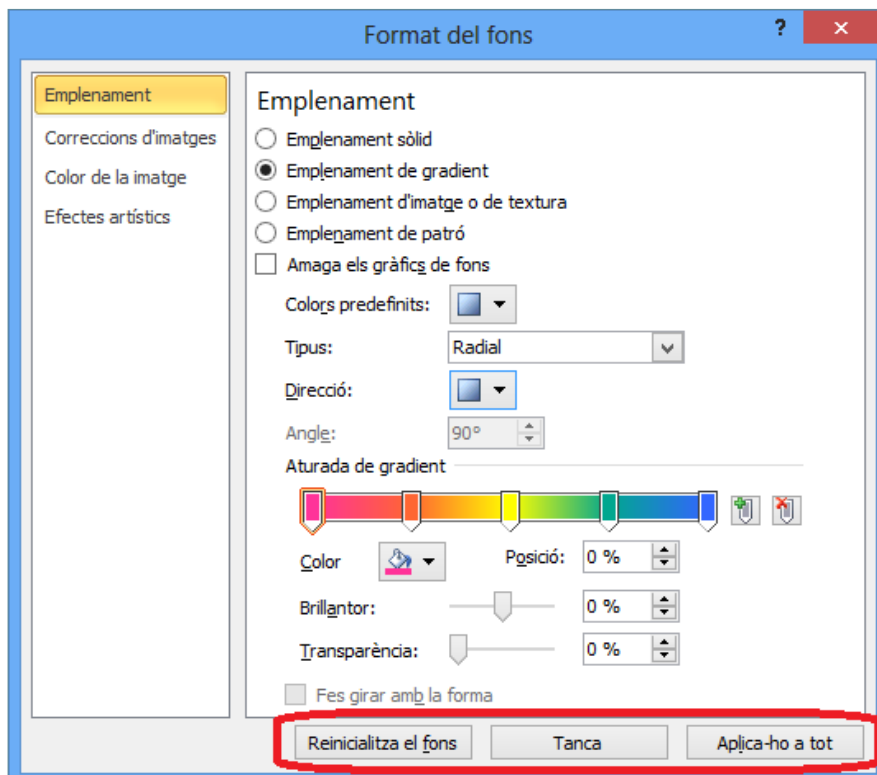 Format del fons
?
Emplenament
Correccions d'imatges
Color de la imatge
Efectes artístics
Emplenament
Emplenament sòlid
Emplenament de gradient
Emplenament d'imatge o de textura
Emplenament de patró
Amaga els gràfics de fons
Colors predefinits:
Tipus:
Radial
Direcció:
Angle:
90°
Aturada de gradient
Color
Posició:
0 %
Brillantor:
0 %
Transparència:
0 %
Fes girar amb la forma
Reinicialitza el fons
Tanca
Aplica-ho a tot